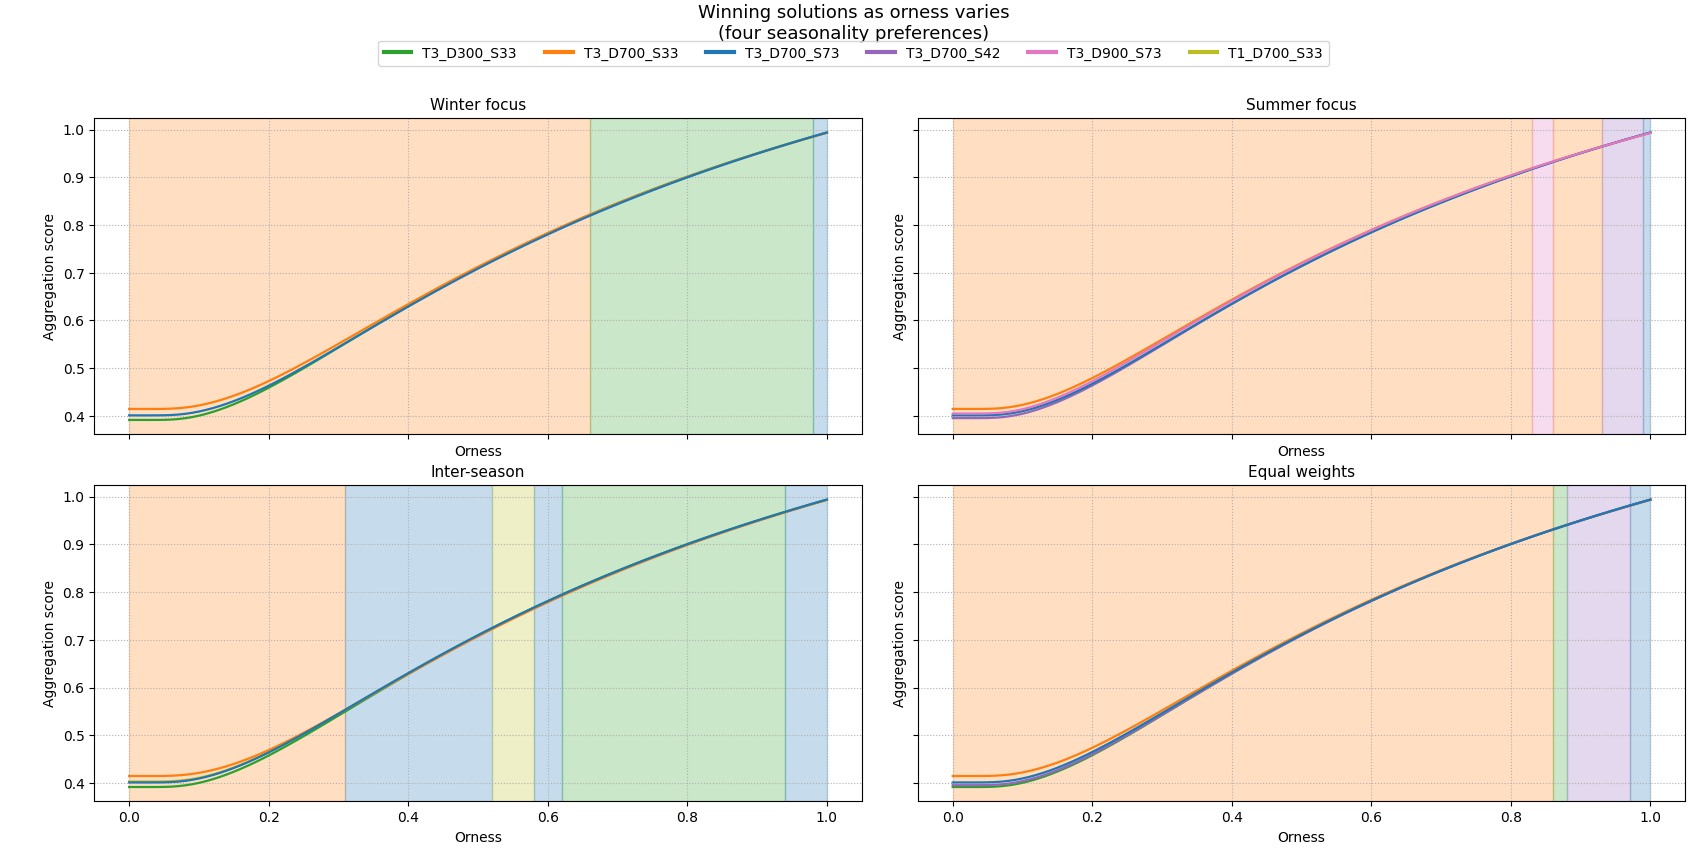 Winning solutions as orness varies
(four seasonality preferences)
T3_D300_S33 T3_D700_S33 T3_D700_S73 T3_D700_S42 T3_D900_S73 T1_D700_S33
Winter focus
1.0
0.9
0.8
0.7
0.6
0.5
0.4
Aggregation score
Orness
Summer focus
Aggregation score
Orness
Inter-season
1.0
0.9
0.8
0.7
0.6
0.5
0.4
Aggregation score
0.0 0.2 0.4 0.6 0.8 1.0
Orness
Equal weights
Aggregation score
0.0 0.2 0.4 0.6 0.8 1.0
Orness